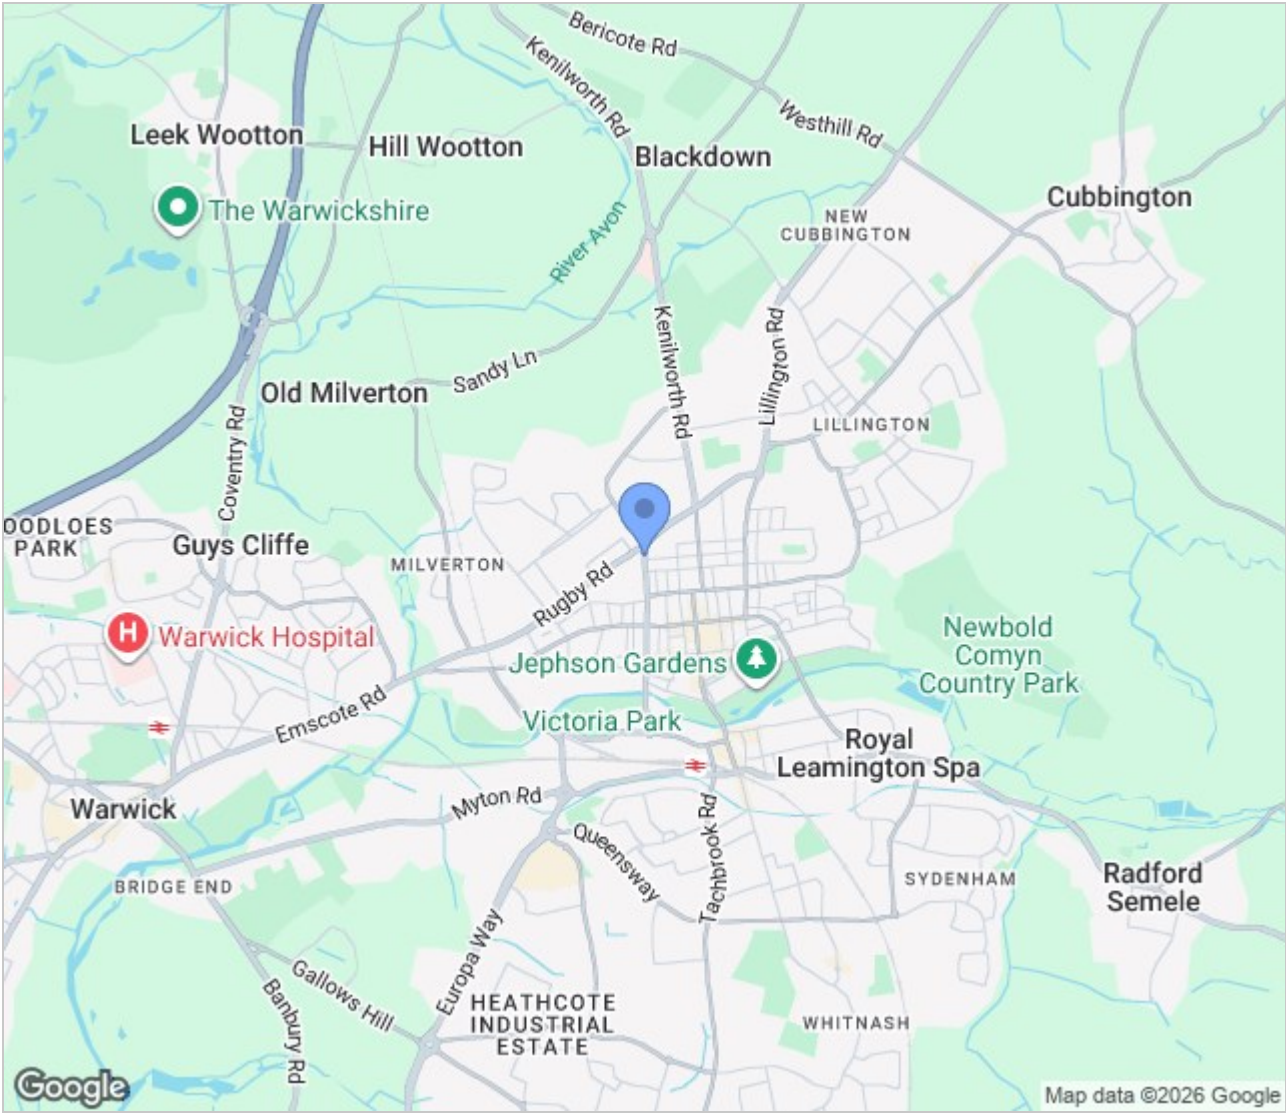 Bericote Rd
Kenilworth Rd
Westhill Rd
Leek Wootton
Hill Wootton
Blackdown
Cubbington
The Warwickshire
River Avon
NEW
CUBBINGTON
Kenilworth Rd
Lillington Rd
Sandy Ln
Old Milverton
Coventry Rd
LILLINGTON
OODLOES
PARK
Guys Cliffe
MILVERTON
Rugby Rd
H
Warwick Hospital
Newbold
Comyn
Country Park
Jephson Gardens
Emscote Rd
Victoria Park
Royal
Leamington Spa
Warwick
Myton Rd
Queensway
Tachbrook Rd
BRIDGE END
SYDENHAM
Radford
Semele
Europa Way
Gallows Hill
Banbury Rd
HEATHCOTE
INDUSTRIAL
ESTATE
WHITNASH
Google
Map data ©2026 Google